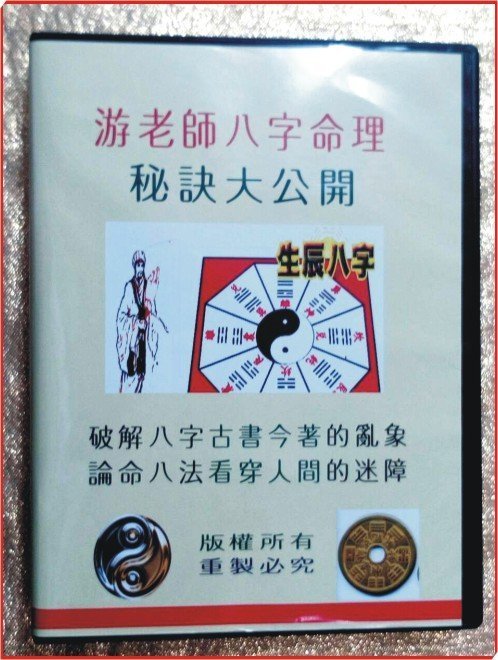 游老師八字命理
秘訣大公開
生辰八字
破解八字古書今著的亂象
論命八法看穿人間的迷障
版權所有
重製必究